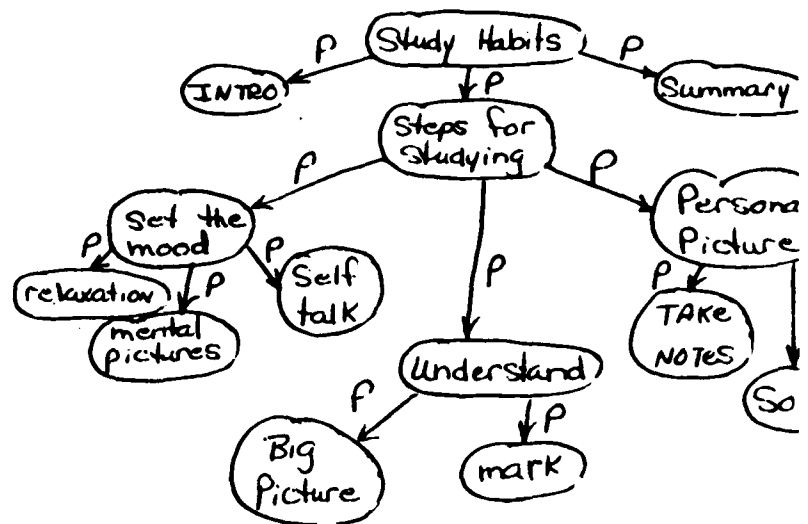 Study Habits
P
P
P
INTRO
Summary
Steps for
Studying
P
P
P
Set the
mood
Persona
Picture
P
P
P
relaxation
mental
pictures
Self
talk
P
TAKE
NOTES
So
Understand
P
P
Big
Picture
mark